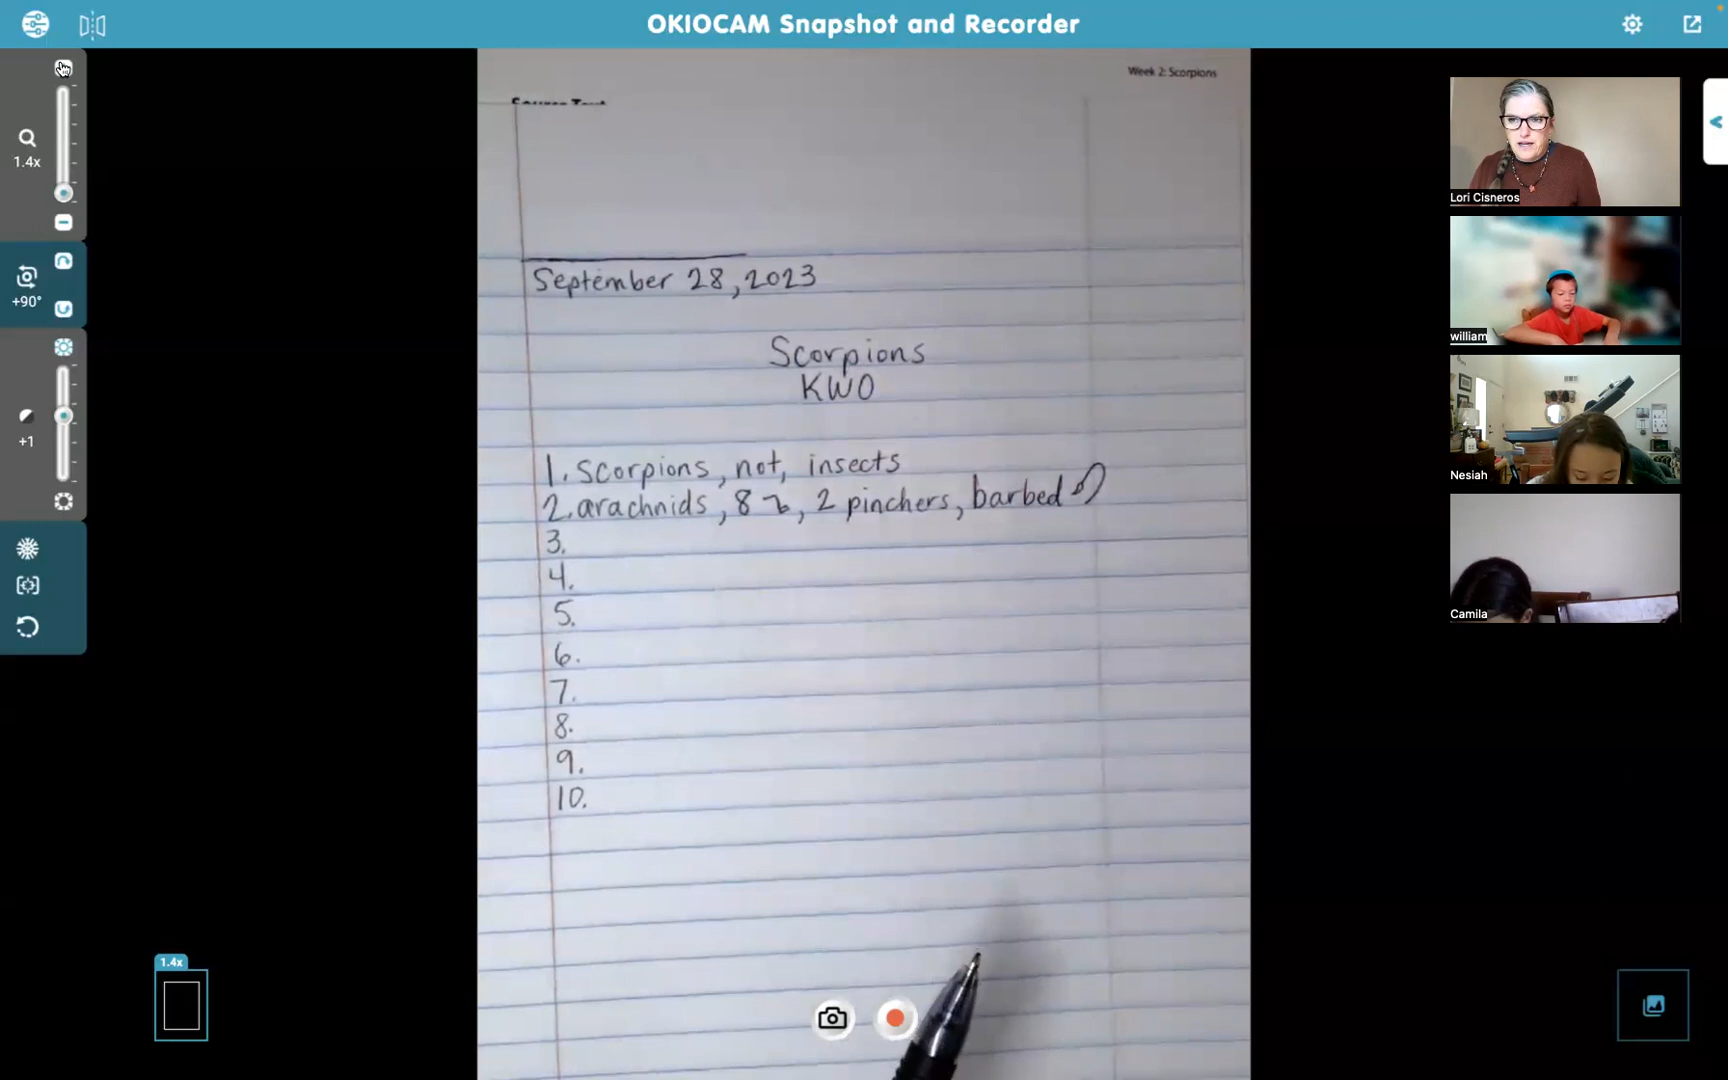 OKIOCAM Snapshot and Recorder
Week 2: Scorpions
Source Text
1.4x
+90°
+1
September 28, 2023
Scorpions
KWO
1. scorpions, not, insects
2. arachnids, 8, 2 pinchers, barbed
3.
4.
5.
6.
7.
8.
9.
10.
1.4x
Lori Cisneros
william
Nesiah
Camila